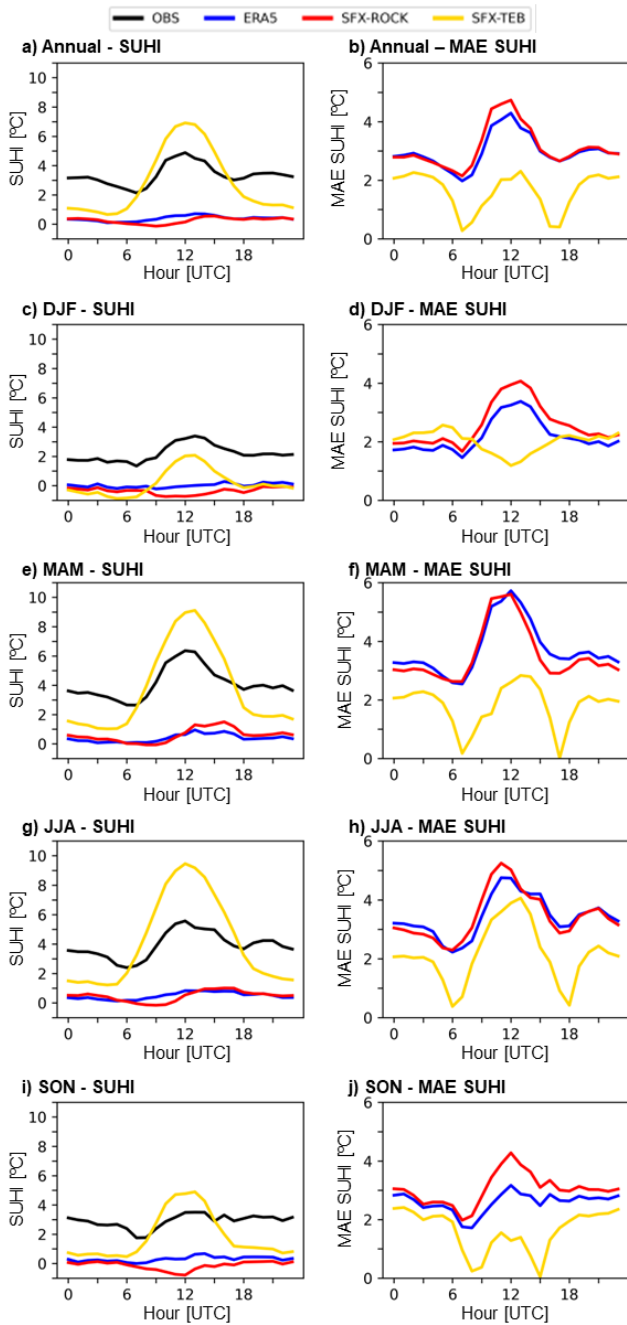 OBS ERA5 SFX-ROCK SFX-TEB
a) Annual - SUHI b) Annual – MAE SUHI
SUHI [ºC] MAE SUHI [ºC]
10 8 6 4 2 0
6 4 2 0
0 6 12 18 0 6 12 18
Hour [UTC] Hour [UTC]
c) DJF - SUHI d) DJF - MAE SUHI
SUHI [ºC] MAE SUHI [ºC]
10 8 6 4 2 0
6 4 2 0
0 6 12 18 0 6 12 18
Hour [UTC] Hour [UTC]
e) MAM - SUHI f) MAM - MAE SUHI
SUHI [ºC] MAE SUHI [ºC]
10 8 6 4 2 0
6 4 2 0
0 6 12 18 0 6 12 18
Hour [UTC] Hour [UTC]
g) JJA - SUHI h) JJA - MAE SUHI
SUHI [ºC] MAE SUHI [ºC]
10 8 6 4 2 0
6 4 2 0
0 6 12 18 0 6 12 18
Hour [UTC] Hour [UTC]
i) SON - SUHI j) SON - MAE SUHI
SUHI [ºC] MAE SUHI [ºC]
10 8 6 4 2 0
6 4 2 0
0 6 12 18 0 6 12 18
Hour [UTC] Hour [UTC]